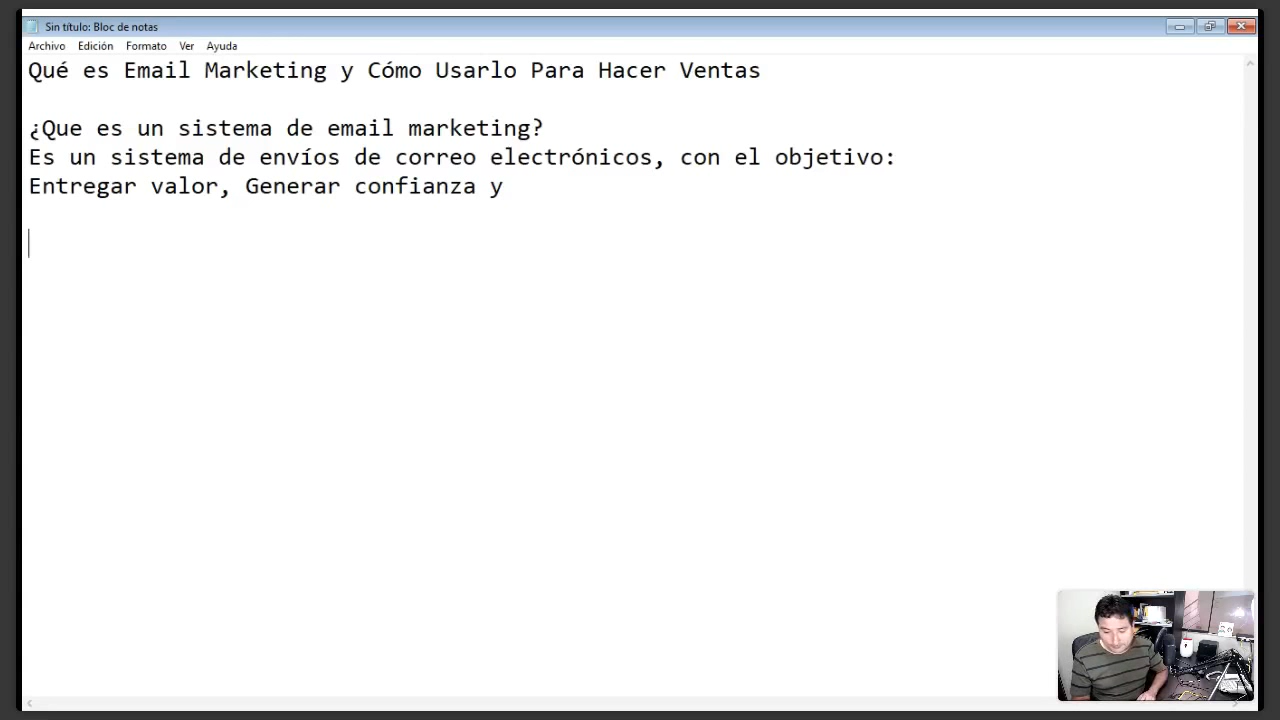 Sin título: Bloc de notas
Archivo Edición Formato Ver Ayuda
Qué es Email Marketing y Cómo Usarlo Para Hacer Ventas
¿Que es un sistema de email marketing?
Es un sistema de envíos de correo electrónicos, con el objetivo:
Entregar valor, Generar confianza y